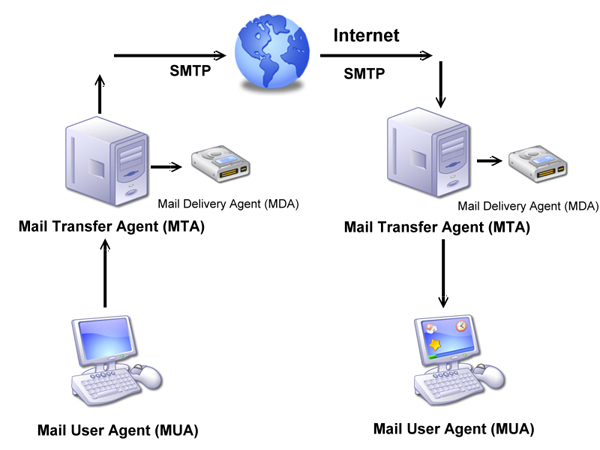 Internet
SMTP
SMTP
Mail Delivery Agent (MDA)
Mail Delivery Agent (MDA)
Mail Transfer Agent (MTA)
Mail Transfer Agent (MTA)
Mail User Agent (MUA)
Mail User Agent (MUA)